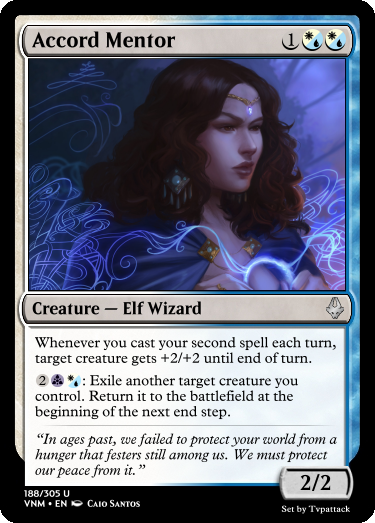 Accord Mentor 1
Creature — Elf Wizard
Whenever you cast your second spell each turn,
target creature gets +2/+2 until end of turn.
2: Exile another target creature you
control. Return it to the battlefield at the
beginning of the next end step.
“In ages past, we failed to protect your world from a
hunger that festers still among us. We must protect
our peace from it.”
2/2
188/305 U
VNM • EN Caio Santos
Set by Tvpattack